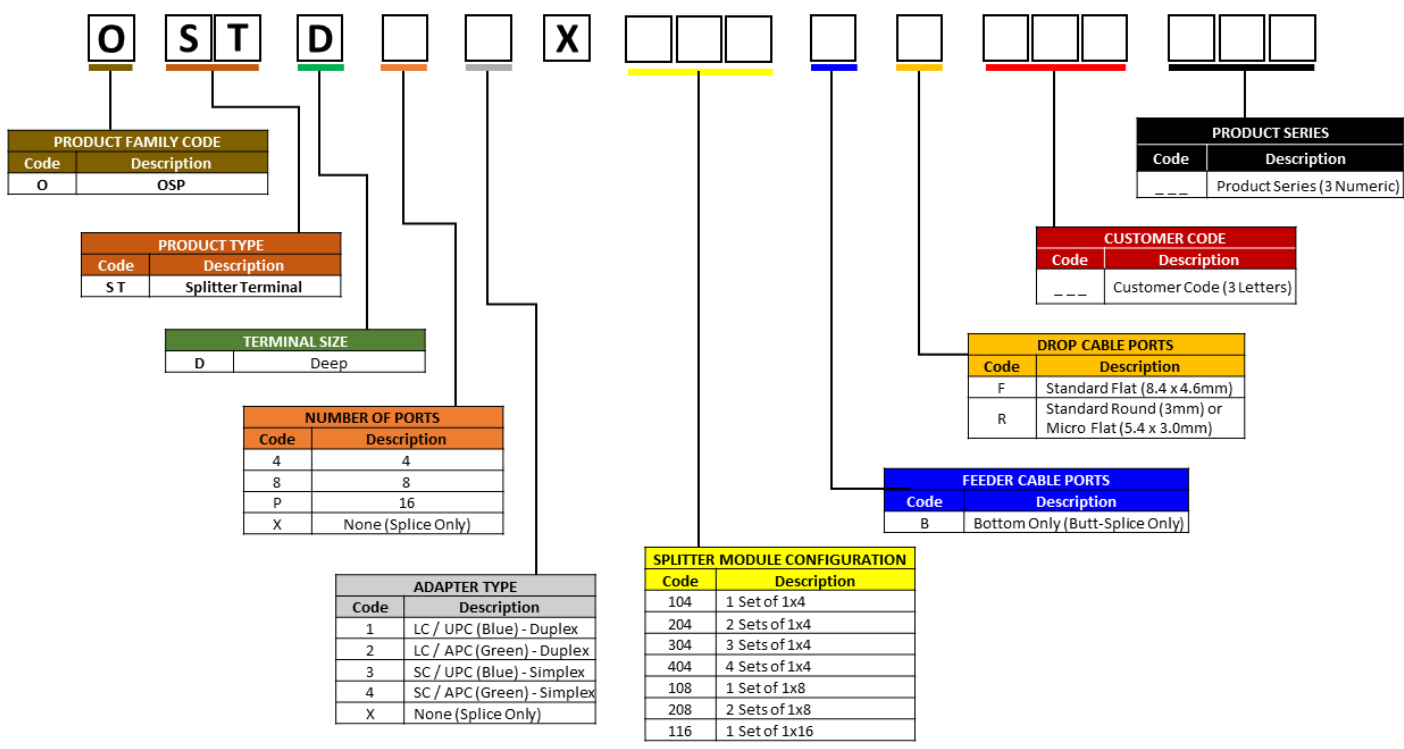 O S T D X
PRODUCT FAMILY CODE
Code Description
O OSP
PRODUCT TYPE
Code Description
S T Splitter Terminal
TERMINAL SIZE
D Deep
NUMBER OF PORTS
Code Description
4 4
8 8
P 16
X None (Splice Only)
ADAPTER TYPE
Code Description
1 LC / UPC (Blue) - Duplex
2 LC / APC (Green) - Duplex
3 SC / UPC (Blue) - Simplex
4 SC / APC (Green) - Simplex
X None (Splice Only)
SPLITTER MODULE CONFIGURATION
Code Description
104 1 Set of 1x4
204 2 Sets of 1x4
304 3 Sets of 1x4
404 4 Sets of 1x4
108 1 Set of 1x8
208 2 Sets of 1x8
116 1 Set of 1x16
FEEDER CABLE PORTS
Code Description
B Bottom Only (Butt-Splice Only)
DROP CABLE PORTS
Code Description
F Standard Flat (8.4 x 4.6mm)
R Standard Round (3mm) or
Micro Flat (5.4 x 3.0mm)
CUSTOMER CODE
Code Description
_ _ _ Customer Code (3 Letters)
PRODUCT SERIES
Code Description
_ _ _ Product Series (3 Numeric)